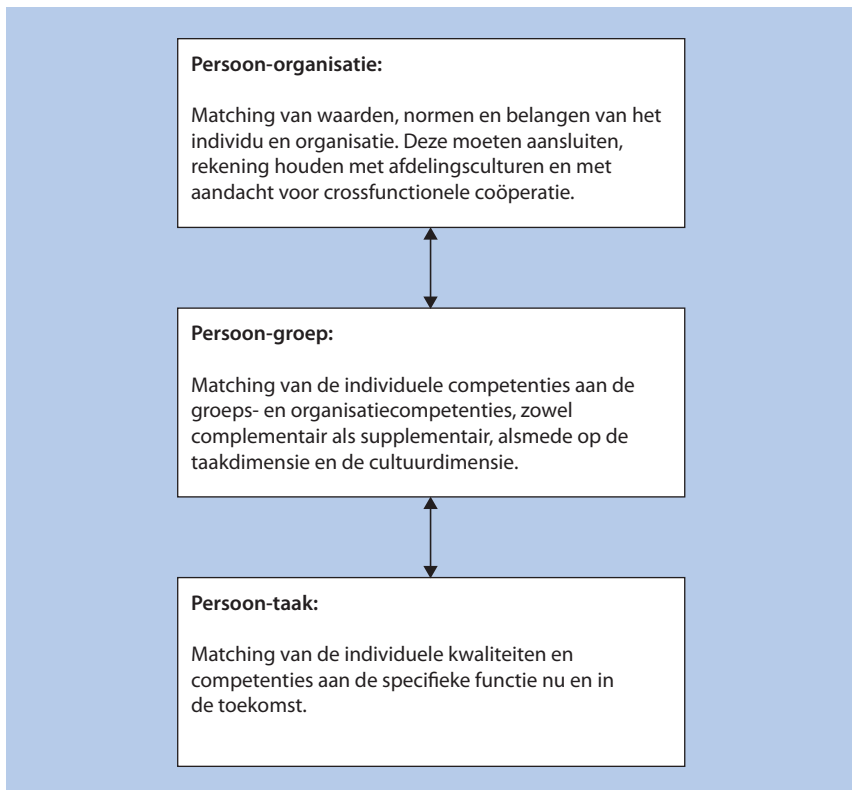 Persoon-organisatie:
Matching van waarden, normen en belangen van het
individu en organisatie. Deze moeten aansluiten,
rekening houden met afdelingsculturen en met
aandacht voor crossfunctionele coöperatie.
Persoon-groep:
Matching van de individuele competenties aan de
groeps- en organisatiecompetenties, zowel
complementair als supplementair, alsmede op de
taakdimensie en de cultuurdimensie.
Persoon-taak:
Matching van de individuele kwaliteiten en
competenties aan de specifieke functie nu en in
de toekomst.